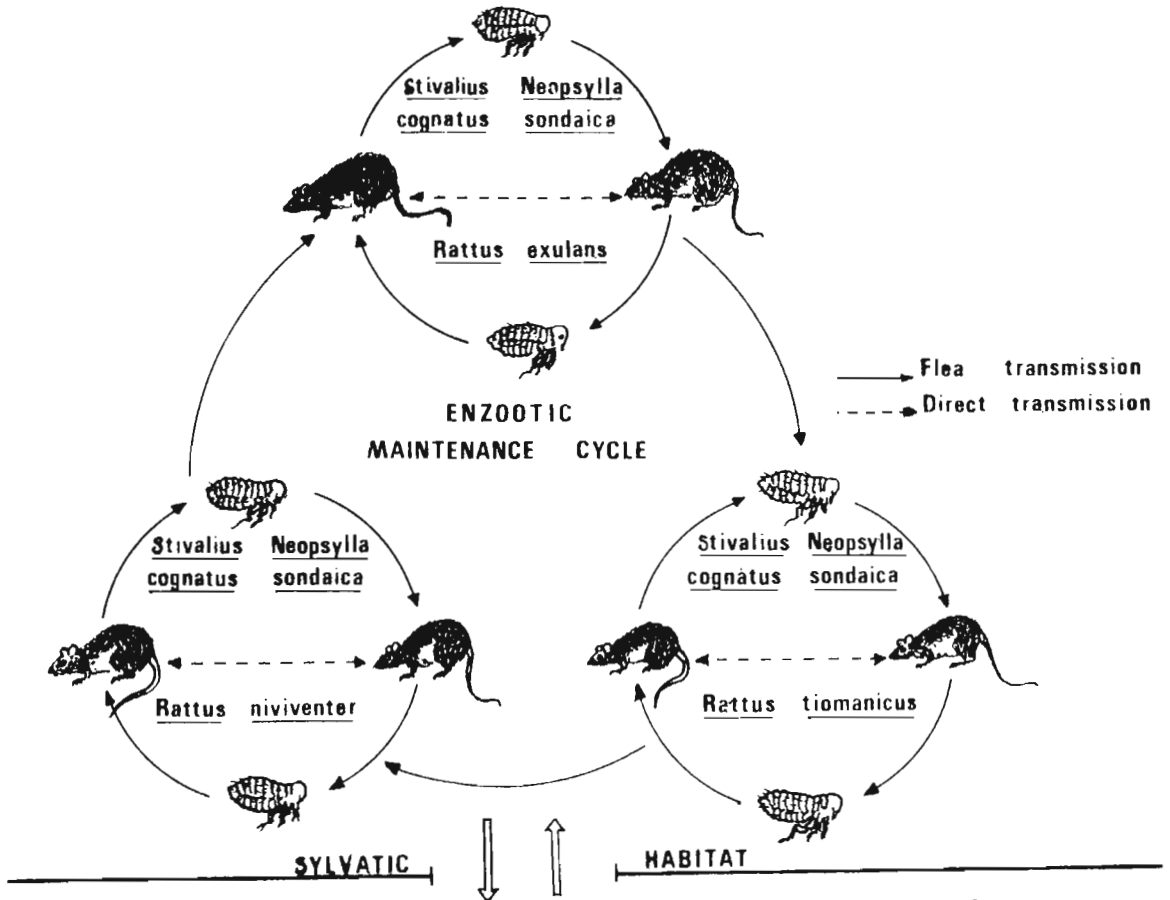 Stivalius Neopsylla
cognatus sondaica
Rattus exulans
Flea transmission
Direct transmission
ENZOOTIC
MAINTENANCE CYCLE
Stivalius Neopsylla
cognatus sondaica
Rattus niviventer
Stivalius Neopsylla
cognatus sondaica
Rattus tiomanicus
SYLVATIC HABITAT